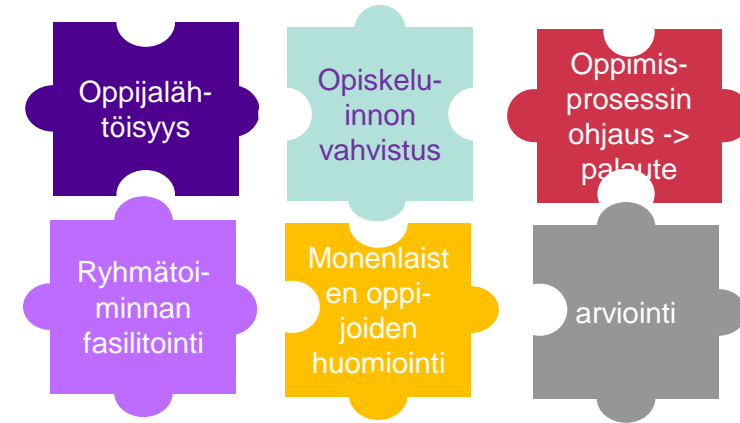 Oppijaläh-
töisyys
Opiskelu-
innon
vahvistus
Oppimis-
prosessin
ohjaus ->
palaute
Ryhmätoi-
minnan
fasilitointi
Monenlaist
en oppi-
joiden
huomiointi
arviointi